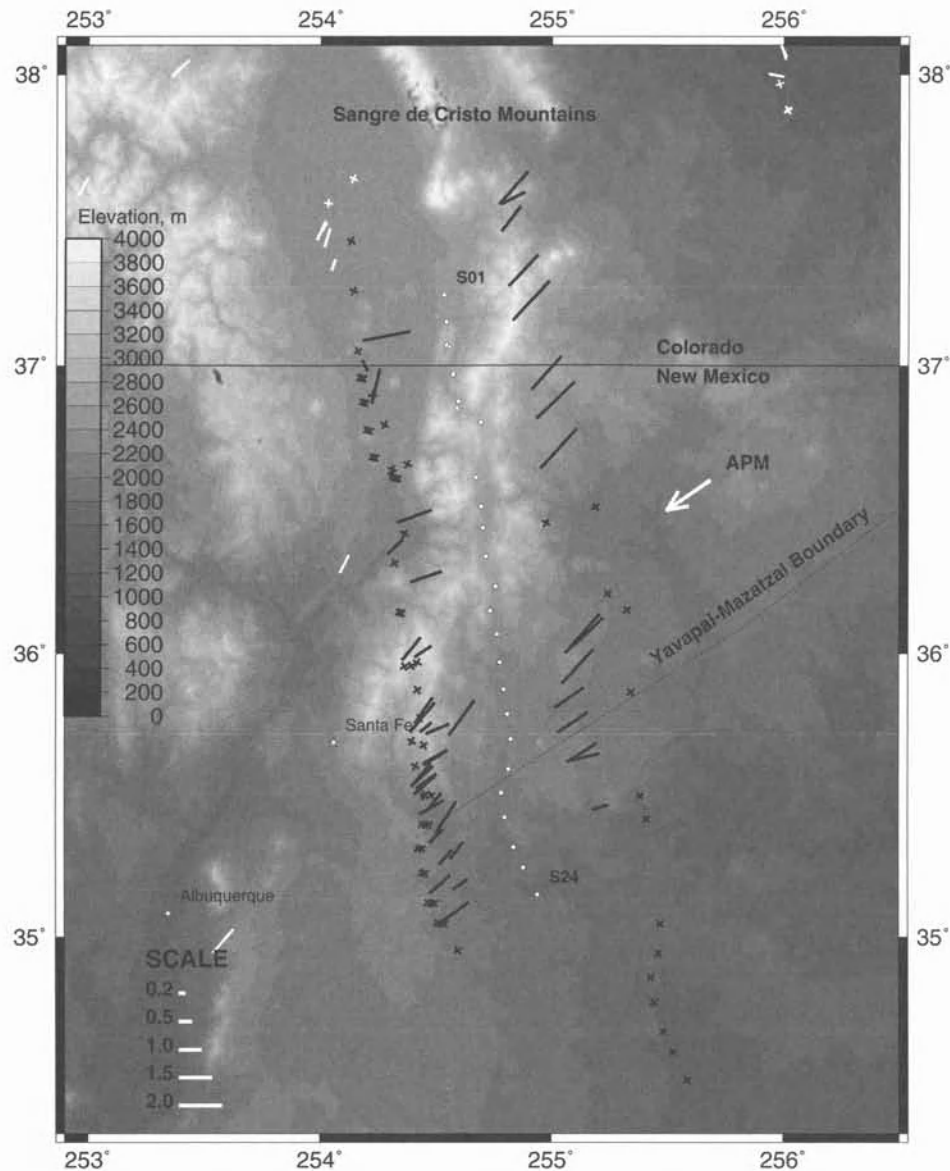 253° 254° 255° 256°
38° 38°
Sangre de Cristo Mountains
Elevation, m
4000
3800
3600
3400
3200
3000
2800
2600
2400
2200
2000
1800
1600
1400
1200
1000
800
600
400
200
0
S01
37° 37°
Colorado
New Mexico
APM
Yavapai-Mazatzal Boundary
36° 36°
Santa Fe
S24
Albuquerque
35° 35°
SCALE
0.2
0.5
1.0
1.5
2.0
253° 254° 255° 256°